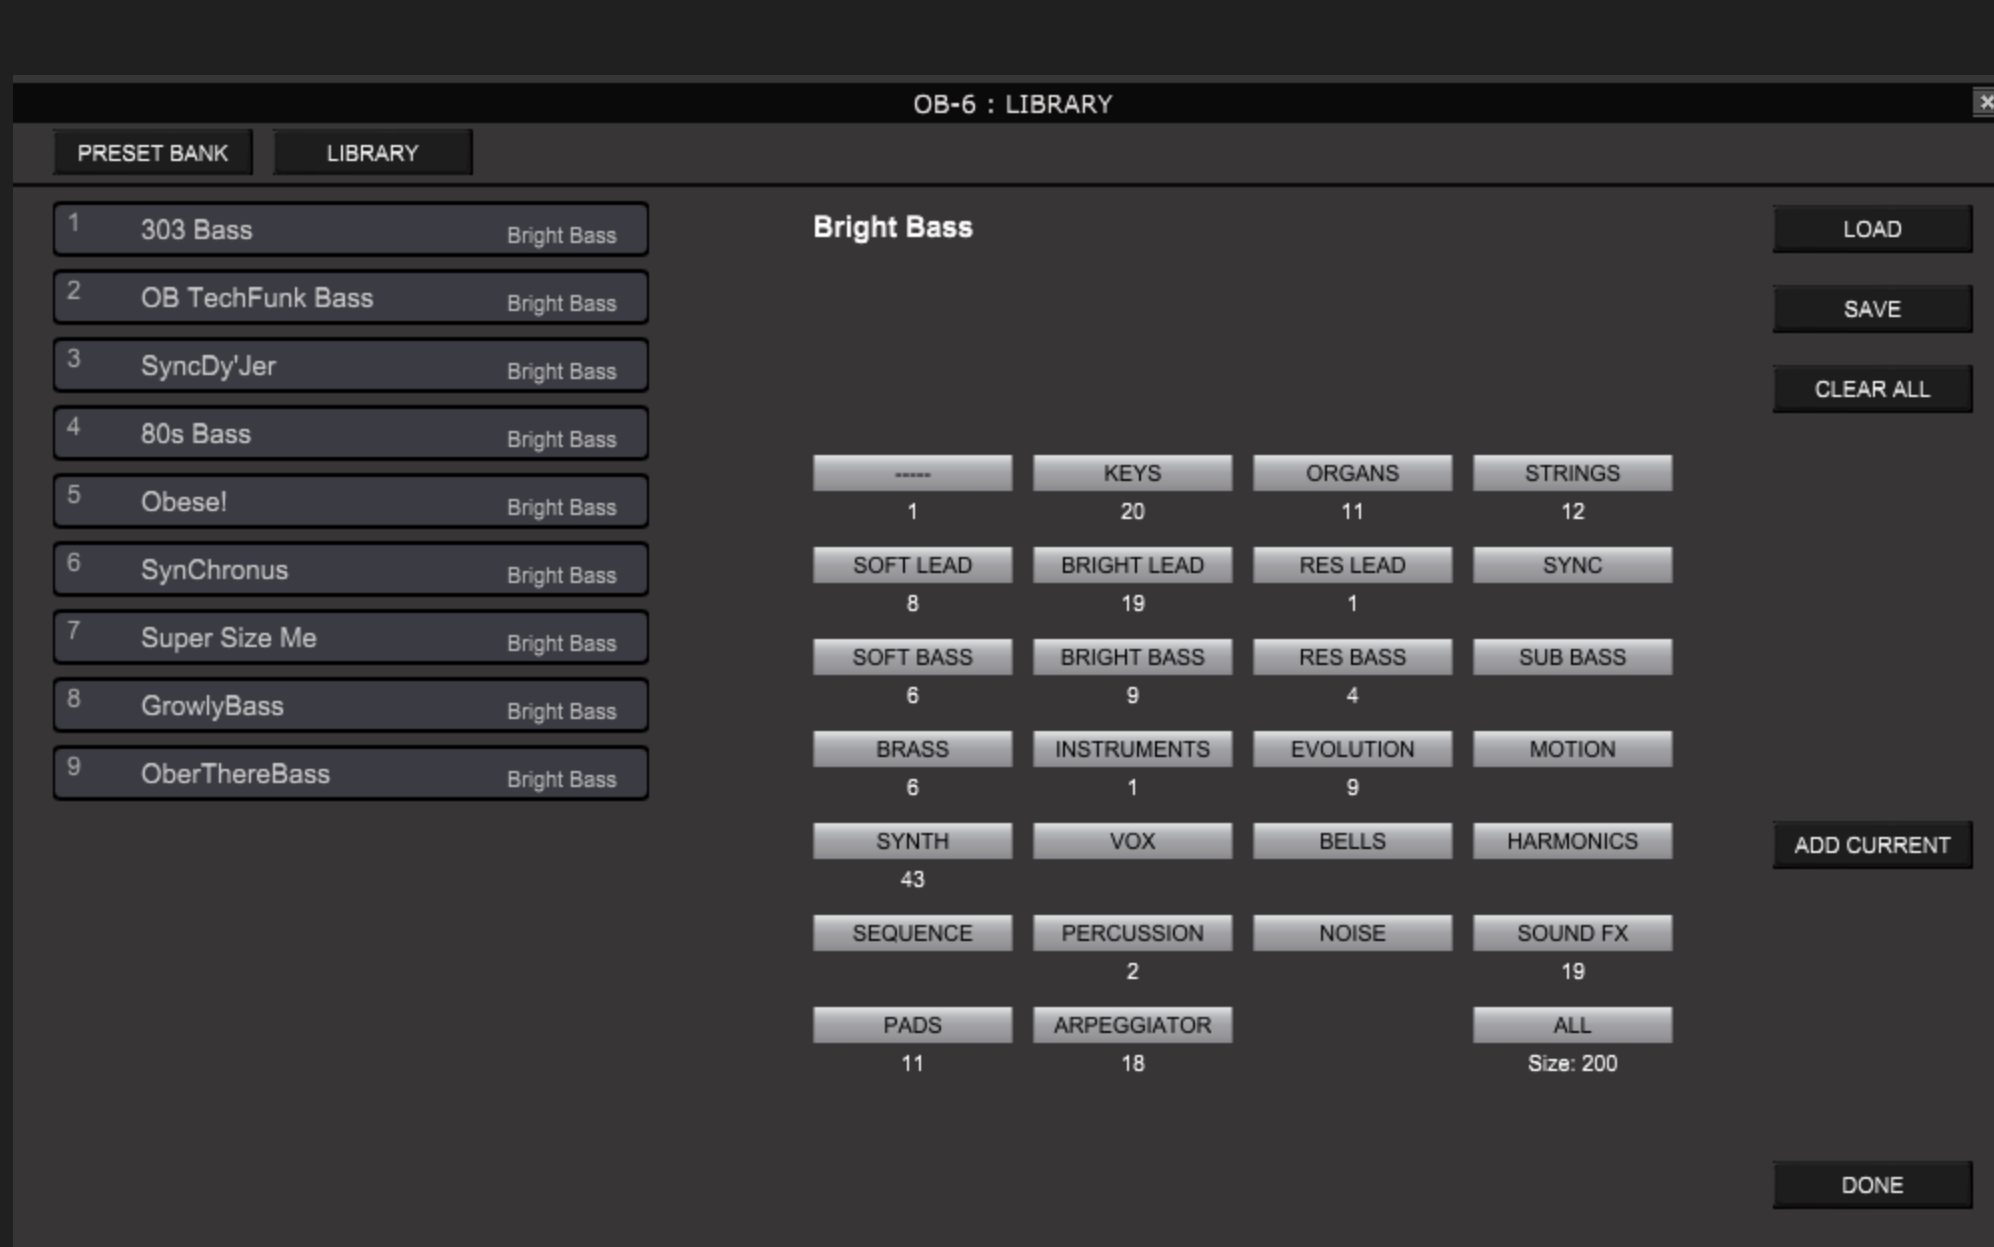 OB-6 : LIBRARY
PRESET BANK LIBRARY
1 303 Bass Bright Bass
2 OB TechFunk Bass Bright Bass
3 SyncDy'Jer Bright Bass
4 80s Bass Bright Bass
5 Obese! Bright Bass
6 SynChronus Bright Bass
7 Super Size Me Bright Bass
8 GrowlyBass Bright Bass
9 OberThereBass Bright Bass
Bright Bass
----- KEYS ORGANS STRINGS
1 20 11 12
SOFT LEAD BRIGHT LEAD RES LEAD SYNC
8 19 1
SOFT BASS BRIGHT BASS RES BASS SUB BASS
6 9 4
BRASS INSTRUMENTS EVOLUTION MOTION
6 1 9
SYNTH VOX BELLS HARMONICS
43
SEQUENCE PERCUSSION NOISE SOUND FX
2 19
PADS ARPEGGIATOR ALL
11 18 Size: 200
LOAD
SAVE
CLEAR ALL
ADD CURRENT
DONE